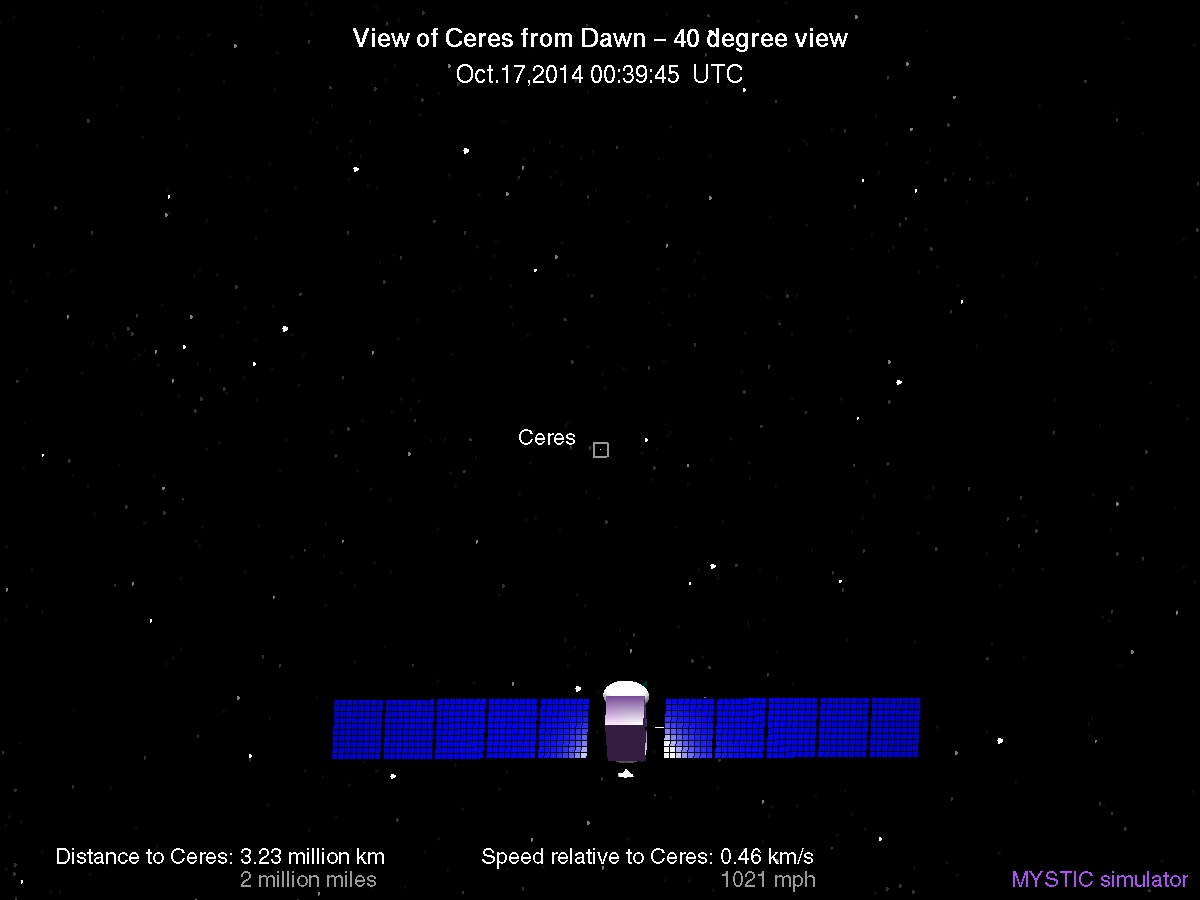 View of Ceres from Dawn – 40 degree view
Oct.17,2014 00:39:45 UTC
Ceres
Distance to Ceres: 3.23 million km
2 million miles
Speed relative to Ceres: 0.46 km/s
1021 mph
MYSTIC simulator